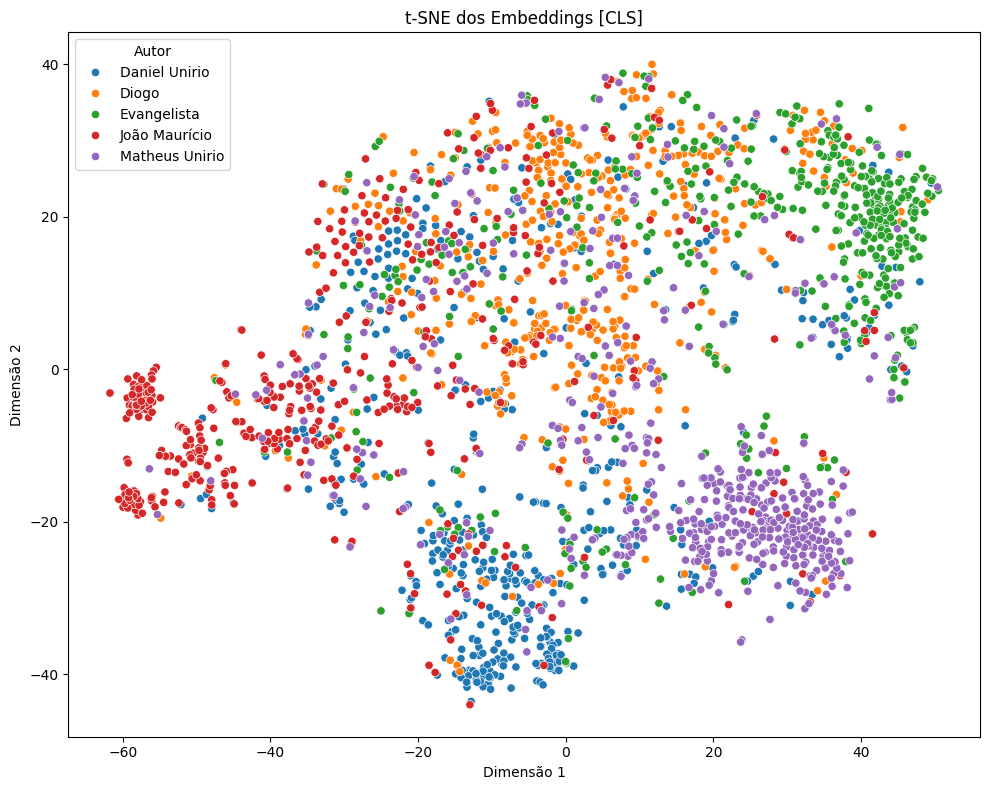 t-SNE dos Embeddings [CLS]
Autor
Daniel Unirio
Diogo
Evangelista
João Maurício
Matheus Unirio
Dimensão 2
40
20
0
−20
−40
−60
−40
−20
0
20
40
Dimensão 1